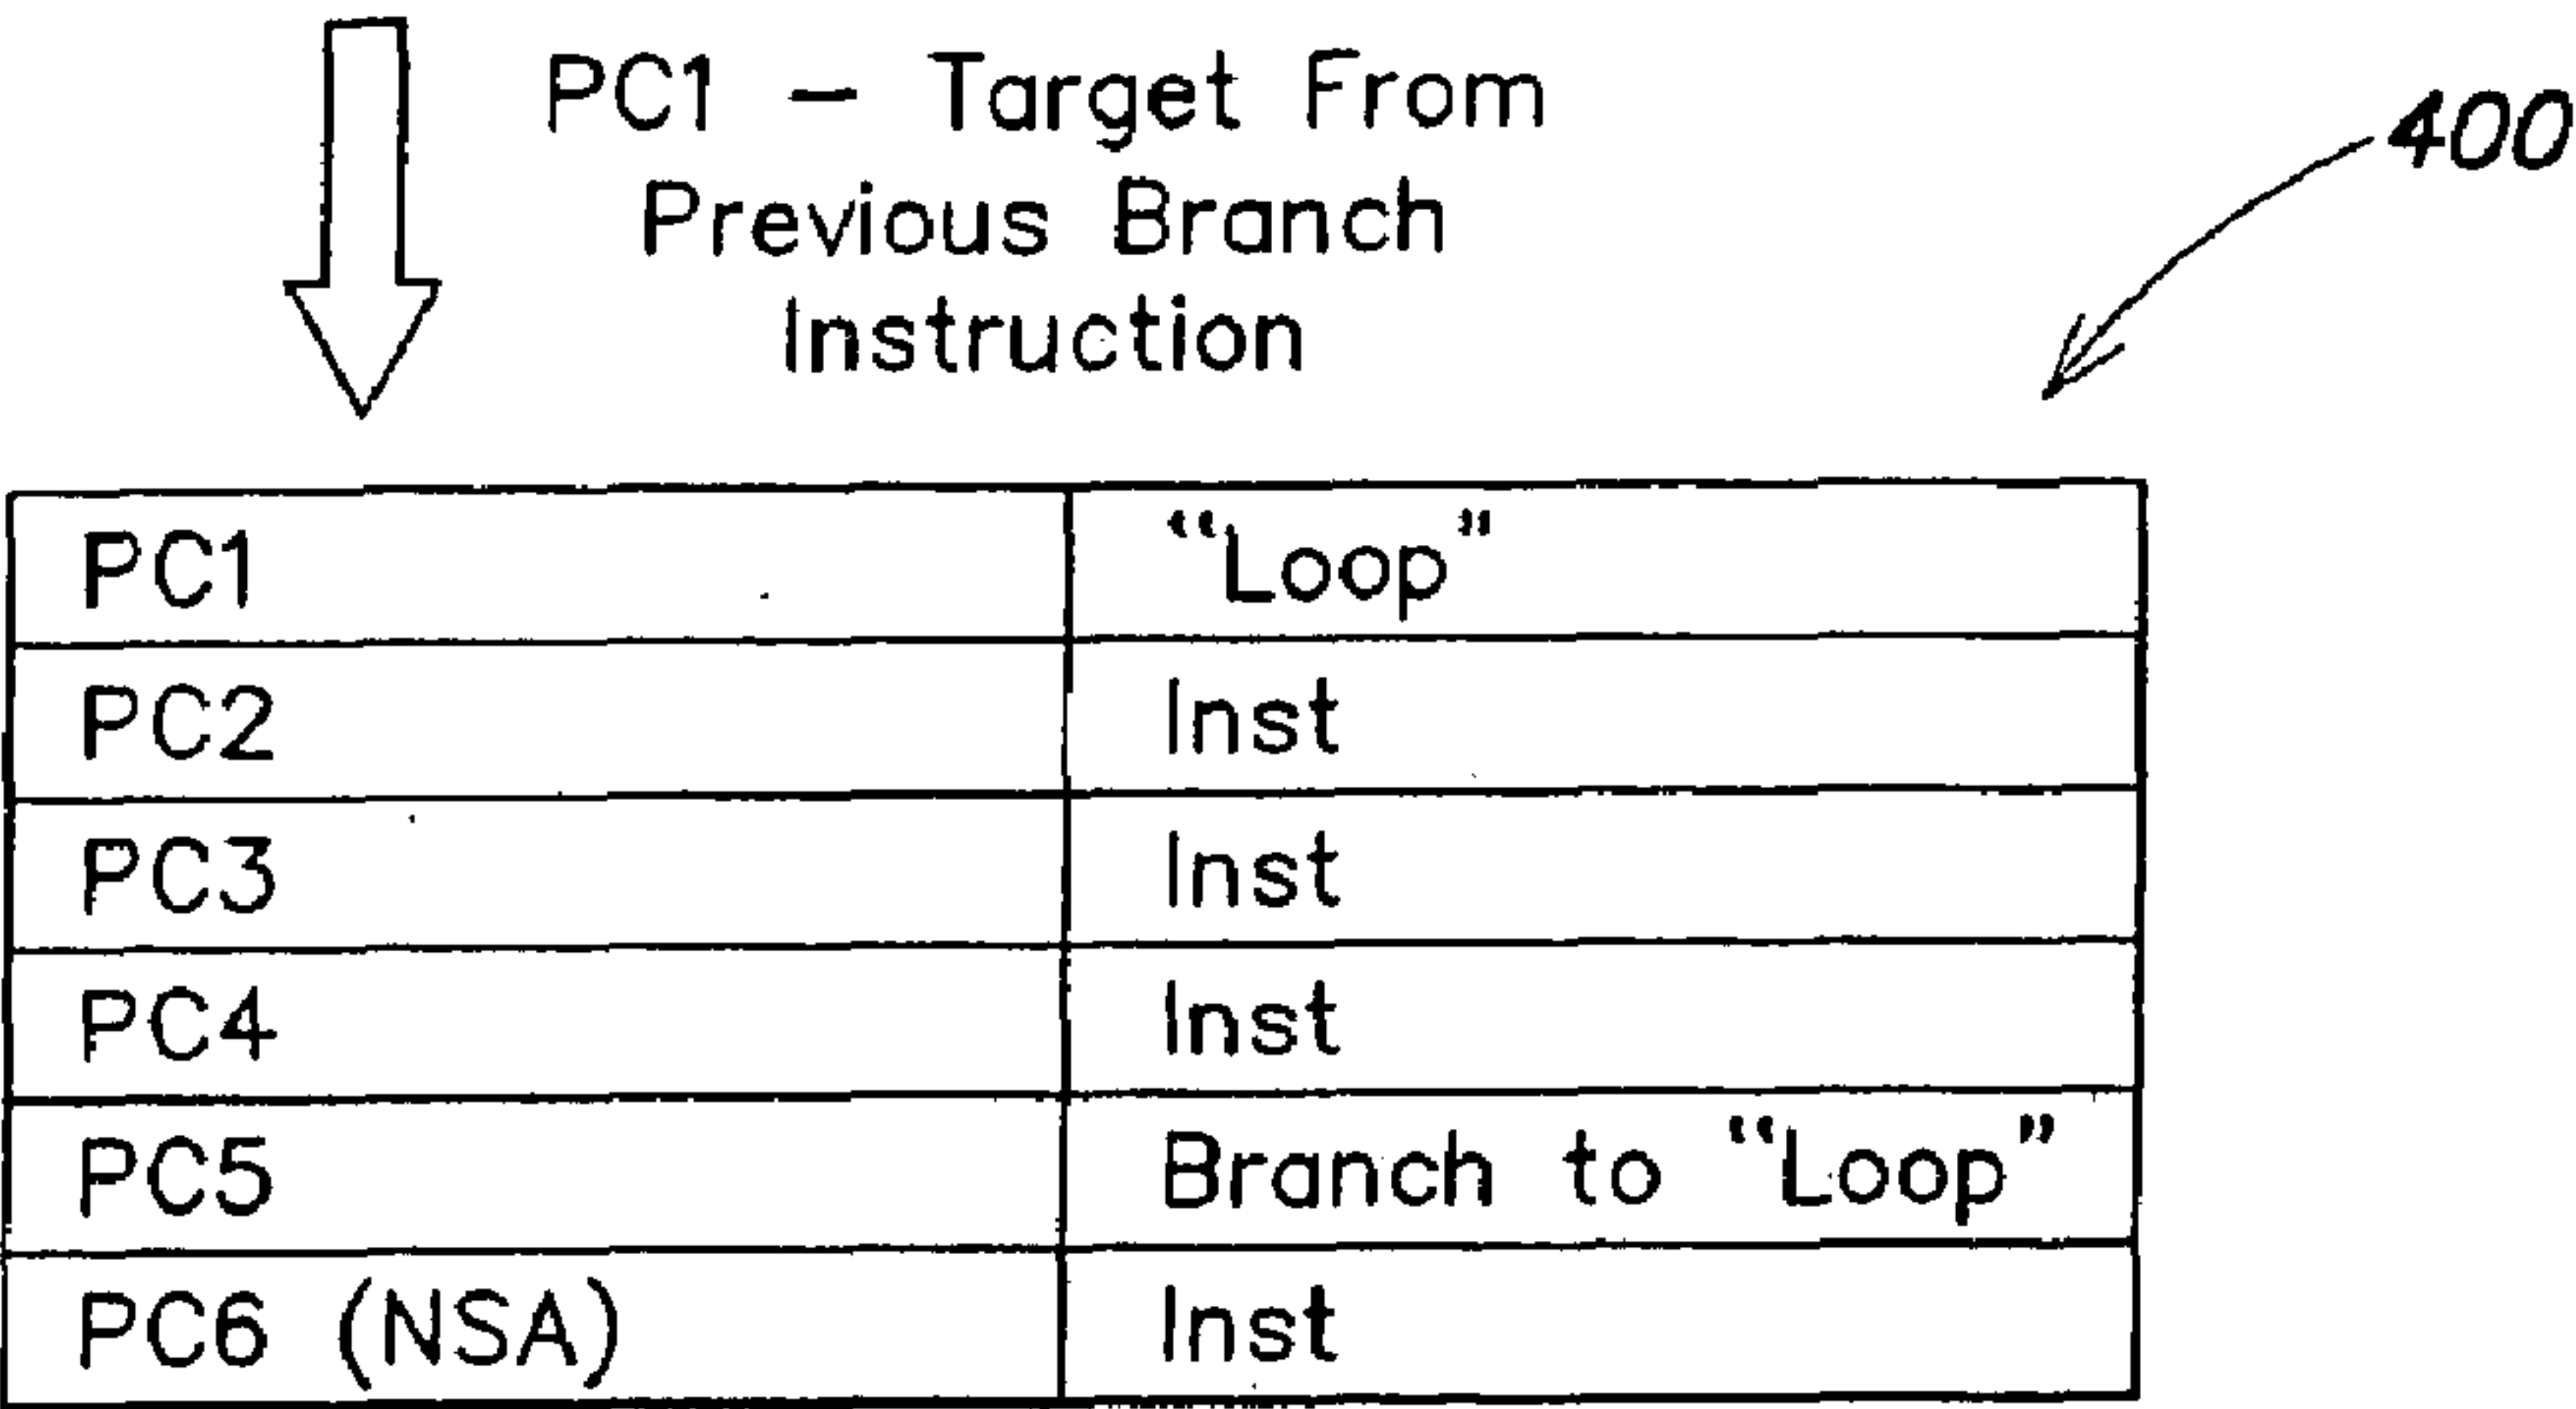 PC1 – Target From
Previous Branch
Instruction
400
PC1 "Loop"
PC2 Inst
PC3 Inst
PC4 Inst
PC5 Branch to "Loop"
PC6 (NSA) Inst